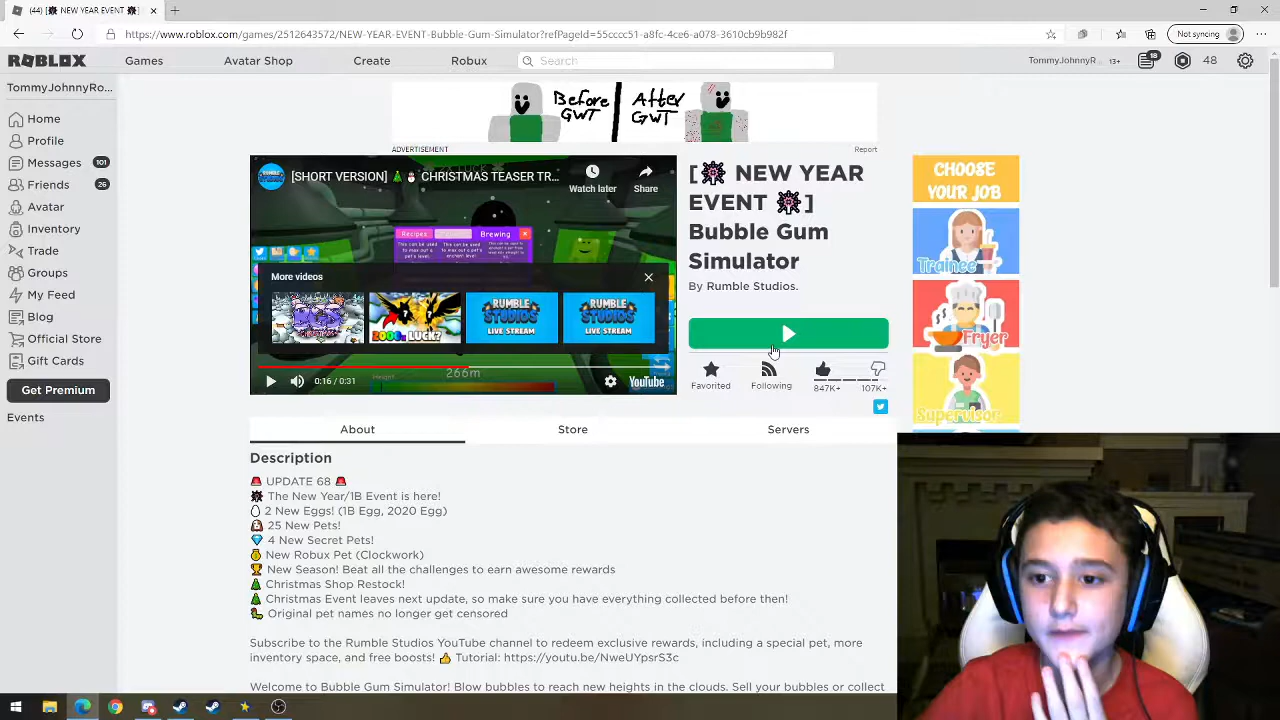 (44) [✹ NEW YEAR EVENT ✹]
https://www.roblox.com/games/2512643572/NEW-YEAR-EVENT-Bubble-Gum-Simulator?refPageId=55cccc51-a8fc-4ce6-a078-3610cb9b982f
Not syncing
ROBLOX
Games
Avatar Shop
Create
Robux
Search
TommyJohnnyR...
13+
18
48
TommyJohnnyRo...
Home
Profile
Messages 101
Friends 26
Avatar
Inventory
Trade
Groups
My Feed
Blog
Official Store
Gift Cards
Get Premium
Events
Before GWT
After GWT
ADVERTISEMENT
Report
[SHORT VERSION] 🎄⛄ CHRISTMAS TEASER TR...
Watch later
Share
Recipes
Brewing
More videos
200%
LUCK?
RUMBLE STUDIOS
LIVE STREAM
RUMBLE STUDIOS
LIVE STREAM
266m
0:16 / 0:31
YouTube
[✹ NEW YEAR
EVENT ✹]
Bubble Gum
Simulator
By Rumble Studios.
Favorited
Following
847K+
107K+
CHOOSE
YOUR JOB
Trainee
Fryer
Supervisor
About
Store
Servers
Description
🚨 UPDATE 68 🚨
✹ The New Year/1B Event is here!
🥚 2 New Eggs! (1B Egg, 2020 Egg)
🐶 25 New Pets!
💎 4 New Secret Pets!
💰 New Robux Pet (Clockwork)
🏆 New Season! Beat all the challenges to earn awesome rewards
🎄 Christmas Shop Restock!
🎄 Christmas Event leaves next update, so make sure you have everything collected before then!
🐛 Original pet names no longer get censored
Subscribe to the Rumble Studios YouTube channel to redeem exclusive rewards, including a special pet, more
inventory space, and free boosts! 👍 Tutorial: https://youtu.be/NweUYpsrS3c
Welcome to Bubble Gum Simulator! Blow bubbles to reach new heights in the clouds. Sell your bubbles or collect